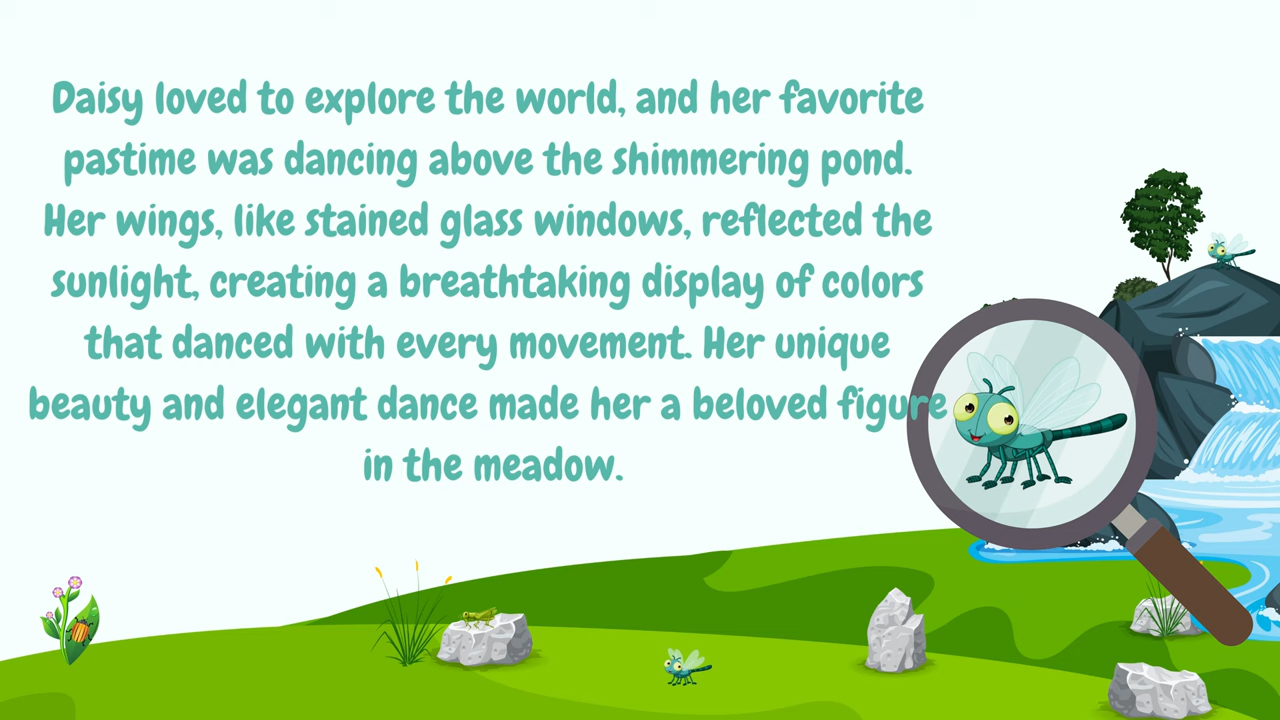 Daisy loved to explore the world, and her favorite
pastime was dancing above the shimmering pond.
Her wings, like stained glass windows, reflected the
sunlight, creating a breathtaking display of colors
that danced with every movement. Her unique
beauty and elegant dance made her a beloved figure
in the meadow.